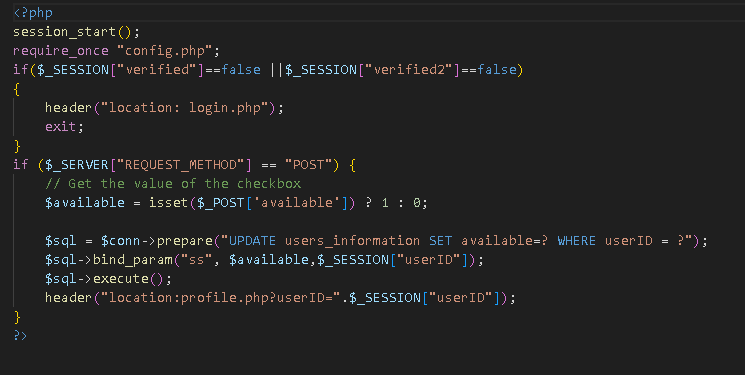 <?php
session_start();
require_once "config.php";
if($_SESSION["verified"]==false ||$_SESSION["verified2"]==false)
{
    header("location: login.php");
    exit;
}
if ($_SERVER["REQUEST_METHOD"] == "POST") {
    // Get the value of the checkbox
    $available = isset($_POST['available']) ? 1 : 0;

    $sql = $conn->prepare("UPDATE users_information SET available=? WHERE userID = ?");
    $sql->bind_param("ss", $available,$_SESSION["userID"]);
    $sql->execute();
    header("location:profile.php?userID=".$_SESSION["userID"]);
}
?>